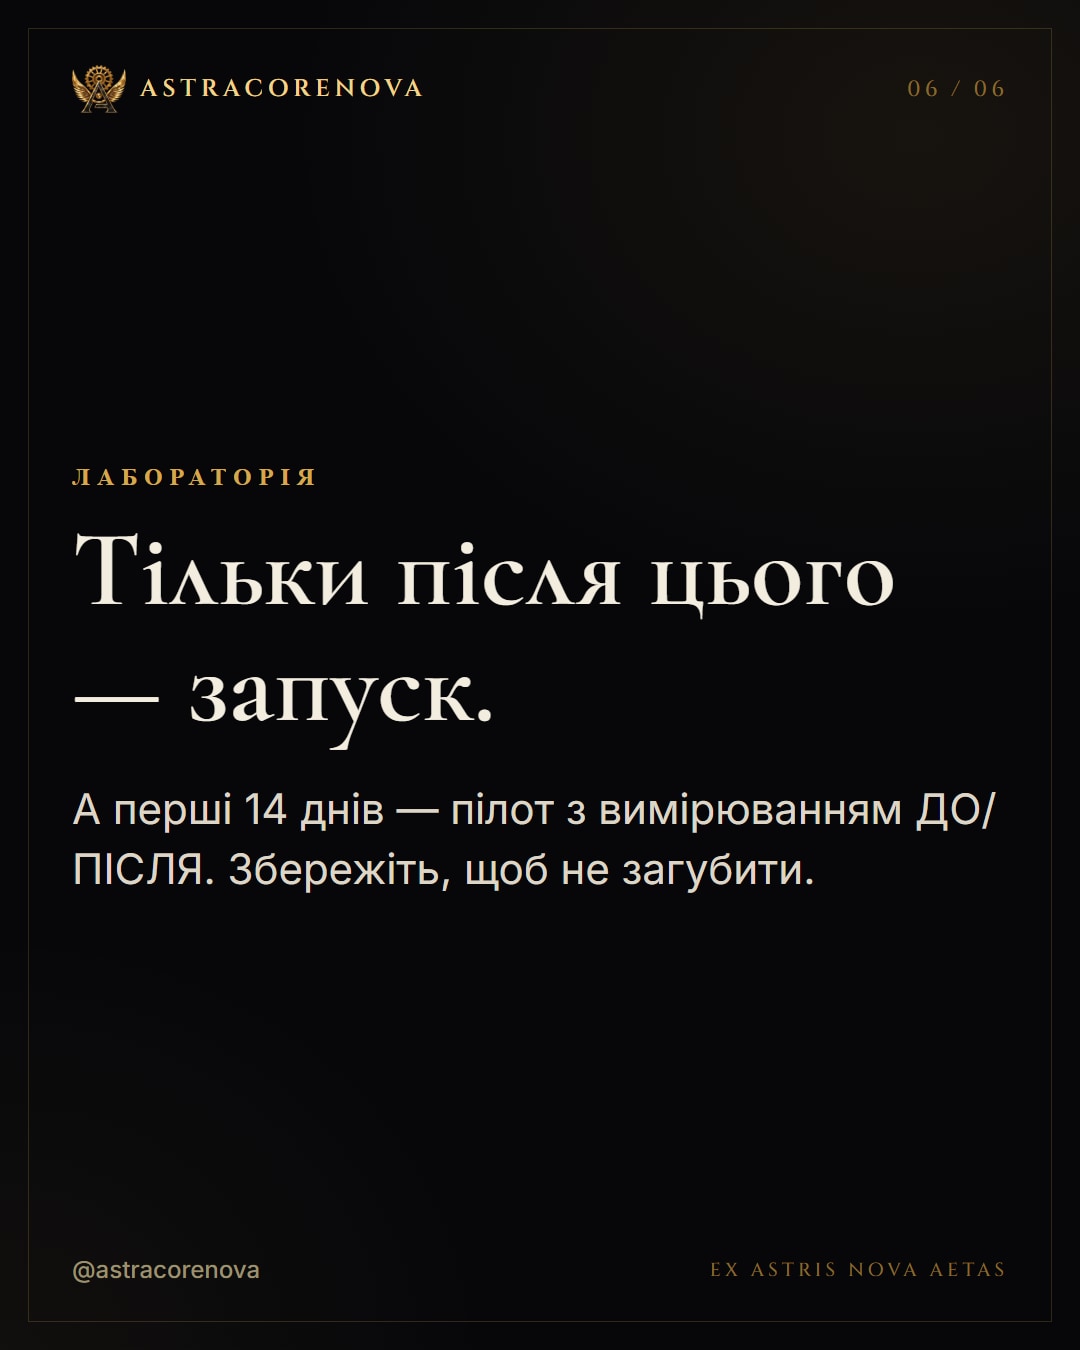 ASTRACORENOVA
06 / 06
ЛАБОРАТОРІЯ
Тільки після цього
— запуск.
А перші 14 днів — пілот з вимірюванням ДО/
ПІСЛЯ. Збережіть, щоб не загубити.
@astracorenova
EX ASTRIS NOVA AETAS